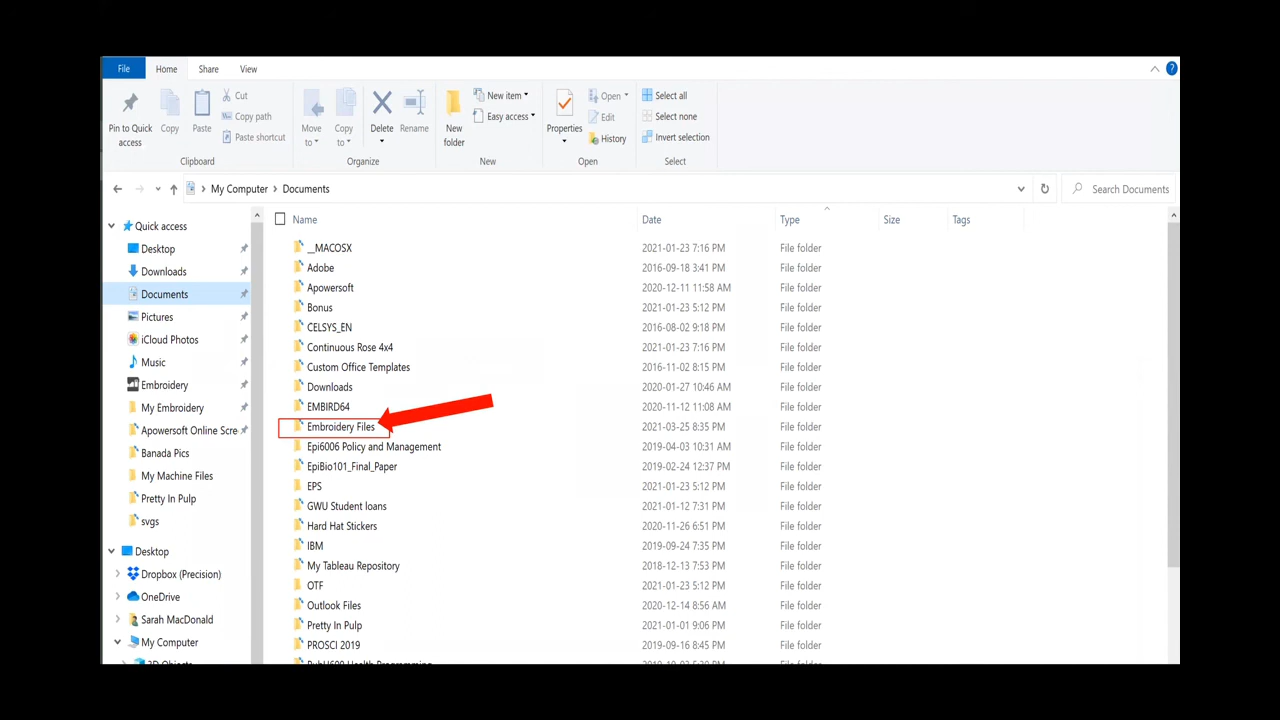 File Home Share View ?
Pin to Quick access
Copy
Paste
Cut
Copy path
Paste shortcut
Clipboard
Move to
Copy to
Delete
Rename
Organize
New folder
New item
Easy access
New
Properties
Open
Edit
History
Open
Select all
Select none
Invert selection
Select
My Computer > Documents
Search Documents
Quick access
Desktop
Downloads
Documents
Pictures
iCloud Photos
Music
Embroidery
My Embroidery
Apowersoft Online Scre
Banada Pics
My Machine Files
Pretty In Pulp
svgs
Desktop
Dropbox (Precision)
OneDrive
Sarah MacDonald
My Computer
3D Objects
Name Date Type Size Tags
__MACOSX 2021-01-23 7:16 PM File folder
Adobe 2016-09-18 3:41 PM File folder
Apowersoft 2020-12-11 11:58 AM File folder
Bonus 2021-01-23 5:12 PM File folder
CELSYS_EN 2016-08-02 9:18 PM File folder
Continuous Rose 4x4 2021-01-23 7:16 PM File folder
Custom Office Templates 2016-11-02 8:15 PM File folder
Downloads 2020-01-27 10:46 AM File folder
EMBIRD64 2020-11-12 11:08 AM File folder
Embroidery Files 2021-03-25 8:35 PM File folder
Epi6006 Policy and Management 2019-04-03 10:31 AM File folder
EpiBio101_Final_Paper 2019-02-24 12:37 PM File folder
EPS 2021-01-23 5:12 PM File folder
GWU Student loans 2021-01-12 7:31 PM File folder
Hard Hat Stickers 2020-11-26 6:51 PM File folder
IBM 2019-09-24 7:35 PM File folder
My Tableau Repository 2018-12-13 7:53 PM File folder
OTF 2021-01-23 5:12 PM File folder
Outlook Files 2020-12-14 8:56 AM File folder
Pretty In Pulp 2021-01-01 9:06 PM File folder
PROSCI 2019 2019-09-16 8:45 PM File folder